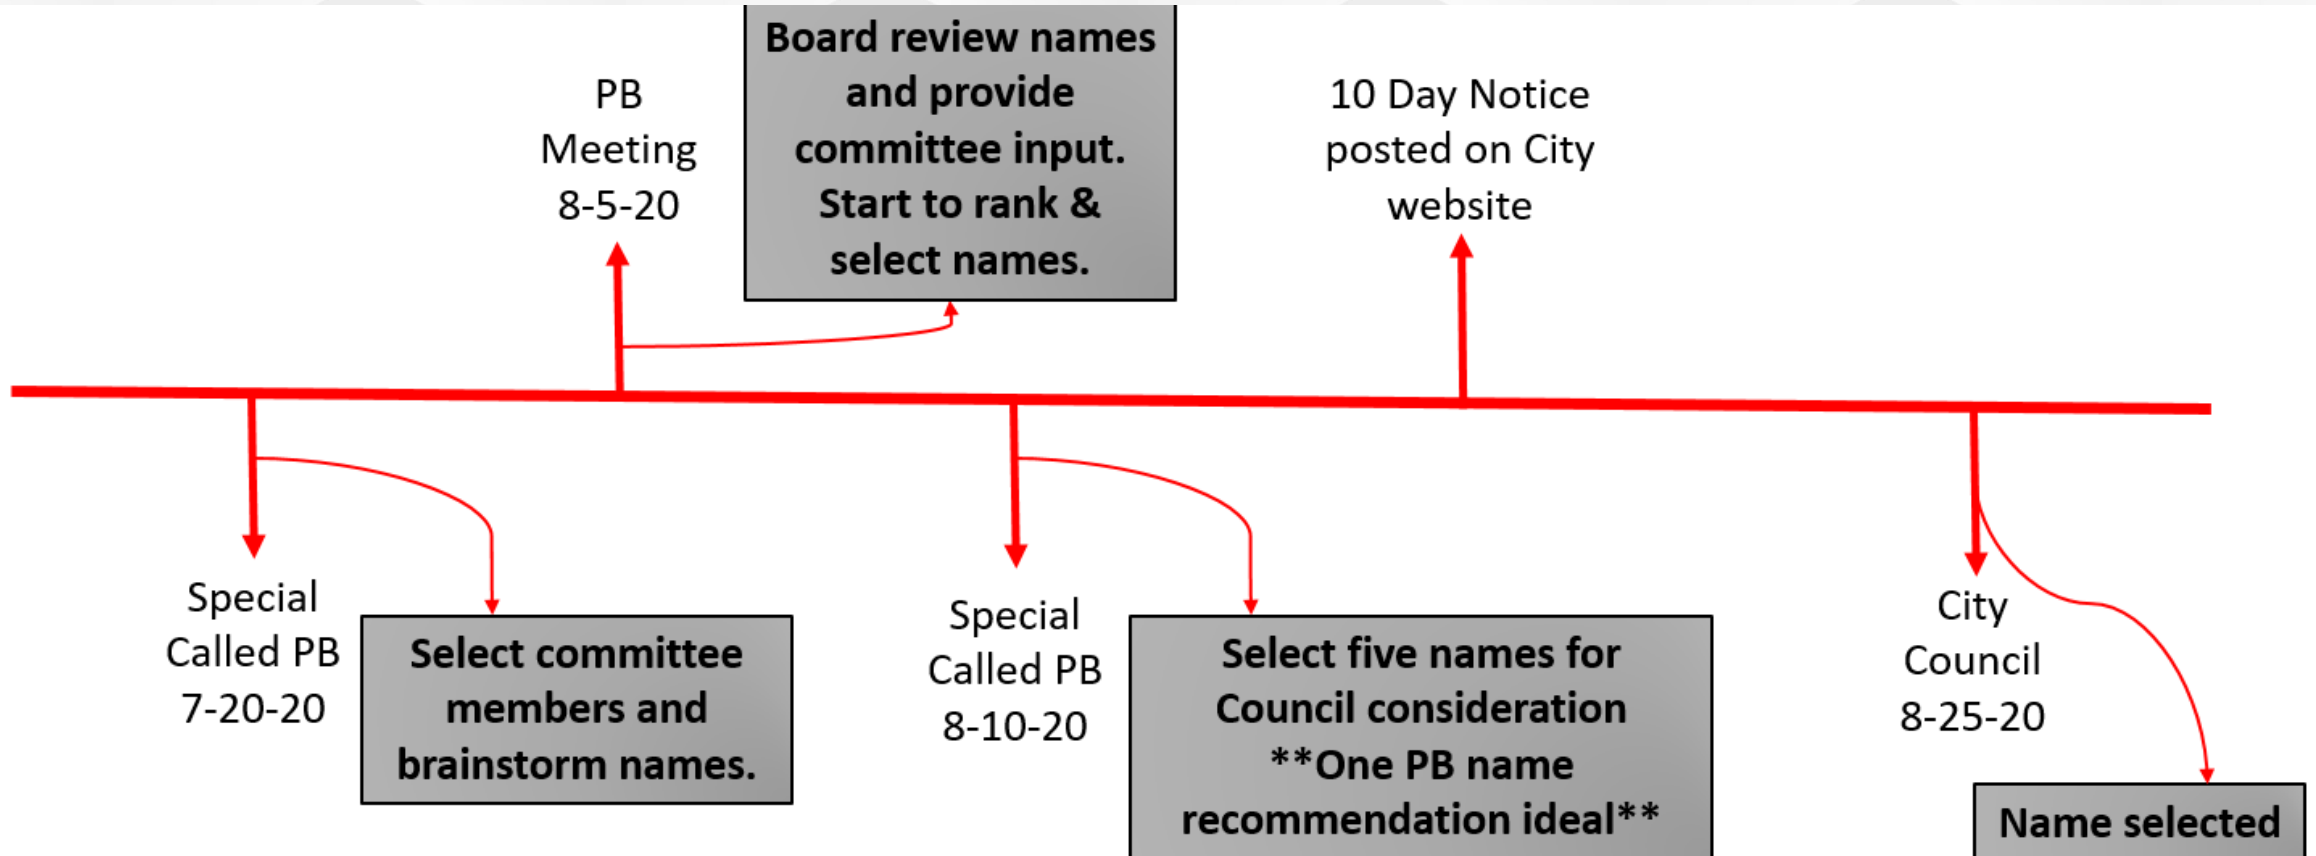 PB
Meeting
8-5-20
Board review names
and provide
committee input.
Start to rank &
select names.
10 Day Notice
posted on City
website
Special
Called PB
7-20-20
Select committee
members and
brainstorm names.
Special
Called PB
8-10-20
Select five names for
Council consideration
**One PB name
recommendation ideal**
City
Council
8-25-20
Name selected